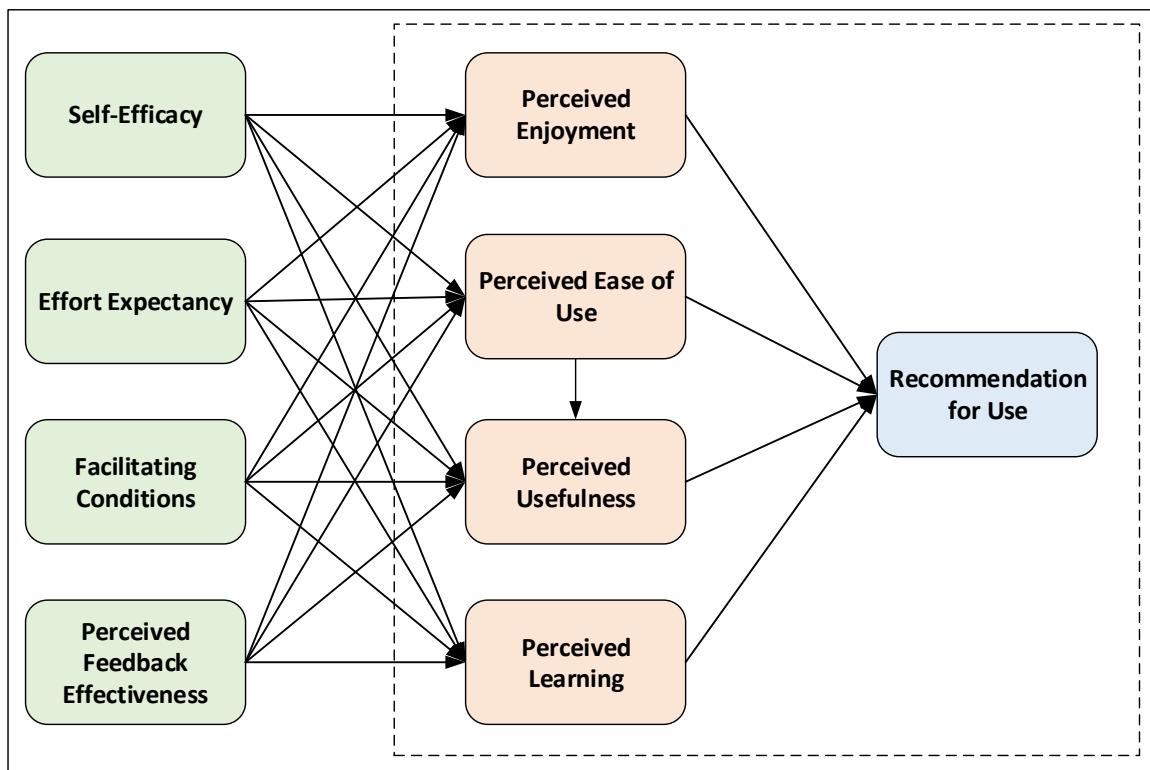 Self-Efficacy
Effort Expectancy
Facilitating
Conditions
Perceived
Feedback
Effectiveness
Perceived
Enjoyment
Perceived Ease of
Use
Perceived
Usefulness
Perceived
Learning
Recommendation
for Use